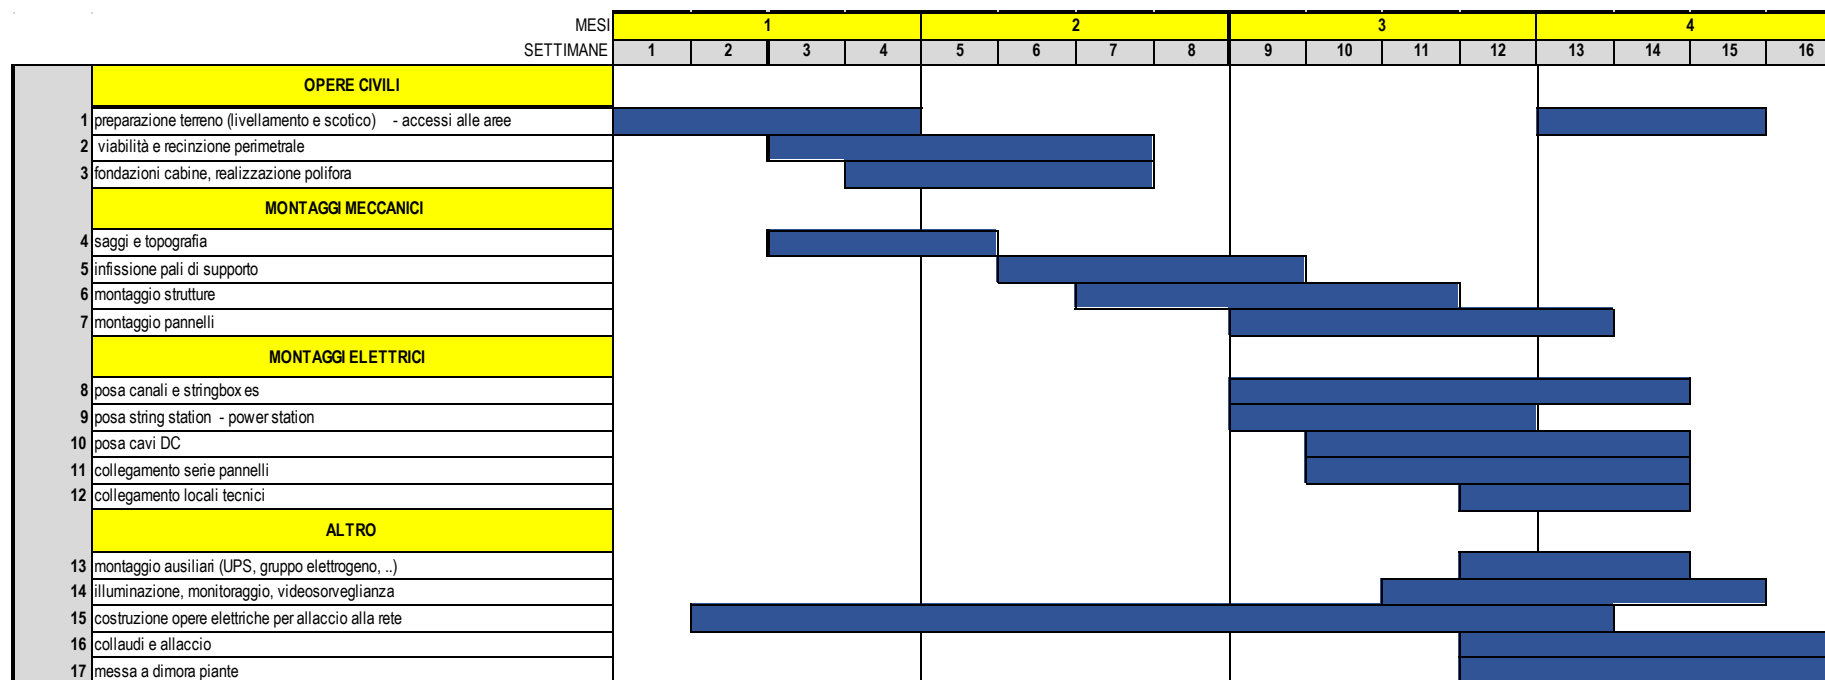 MESI 1 2 3 4
SETTIMANE 1 2 3 4 5 6 7 8 9 10 11 12 13 14 15 16
OPERE CIVILI
1 preparazione terreno (livellamento e scotico) - accessi alle aree
2 viabilità e recinzione perimetrale
3 fondazioni cabine, realizzazione polifora
MONTAGGI MECCANICI
4 saggi e topografia
5 infissione pali di supporto
6 montaggio strutture
7 montaggio pannelli
MONTAGGI ELETTRICI
8 posa canali e stringboxes
9 posa string station - power station
10 posa cavi DC
11 collegamento serie pannelli
12 collegamento locali tecnici
ALTRO
13 montaggio ausiliari (UPS, gruppo elettrogeno, ..)
14 illuminazione, monitoraggio, videosorveglianza
15 costruzione opere elettriche per allaccio alla rete
16 collaudi e allaccio
17 messa a dimora piante